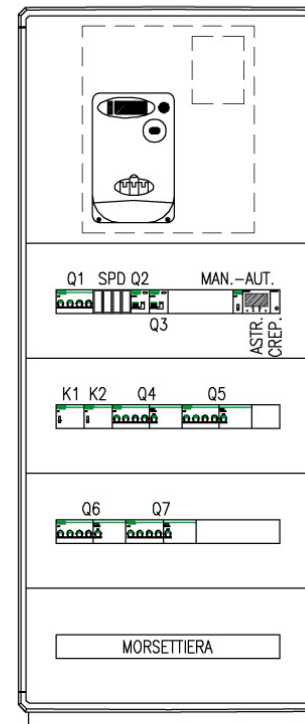 Q1 SPD Q2 MAN.-AUT.
Q3
ASTR.
CREP.
K1 K2 Q4 Q5
Q6 Q7
MORSETTIERA